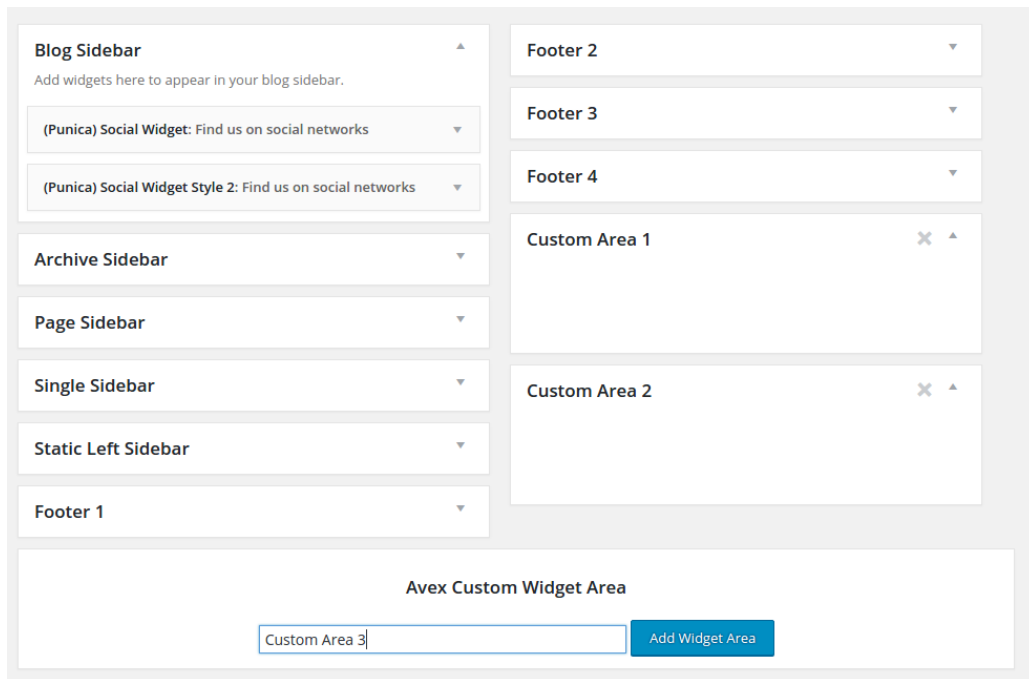 Blog Sidebar
Add widgets here to appear in your blog sidebar.
(Punica) Social Widget: Find us on social networks
(Punica) Social Widget Style 2: Find us on social networks
Archive Sidebar
Page Sidebar
Single Sidebar
Static Left Sidebar
Footer 1
Footer 2
Footer 3
Footer 4
Custom Area 1
Custom Area 2
Avex Custom Widget Area
Custom Area 3
Add Widget Area